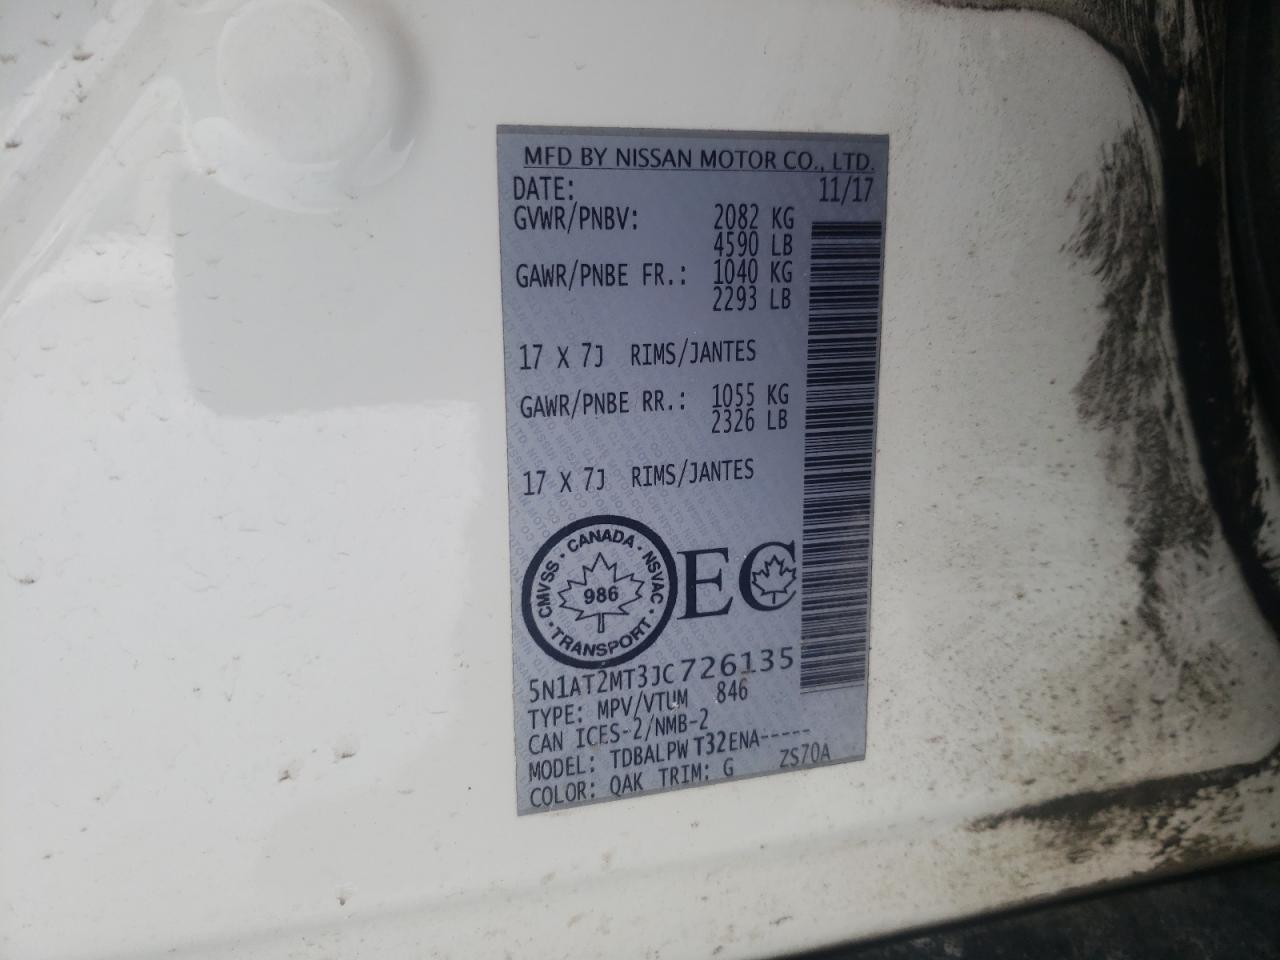 MFD BY NISSAN MOTOR CO., LTD.
DATE: 11/17
GVWR/PNBV: 2082 KG
4590 LB
GAWR/PNBE FR.: 1040 KG
2293 LB
17 X 7J RIMS/JANTES
GAWR/PNBE RR.: 1055 KG
2326 LB
17 X 7J RIMS/JANTES
CMVSS · CANADA · NSVAC · TRANSPORT ·
986
EC
5N1AT2MT3JC726135
TYPE: MPV/VTUM 846
CAN ICES-2/NMB-2
MODEL: TDBALPW T32ENA-----
COLOR: QAK TRIM: G ZS70A